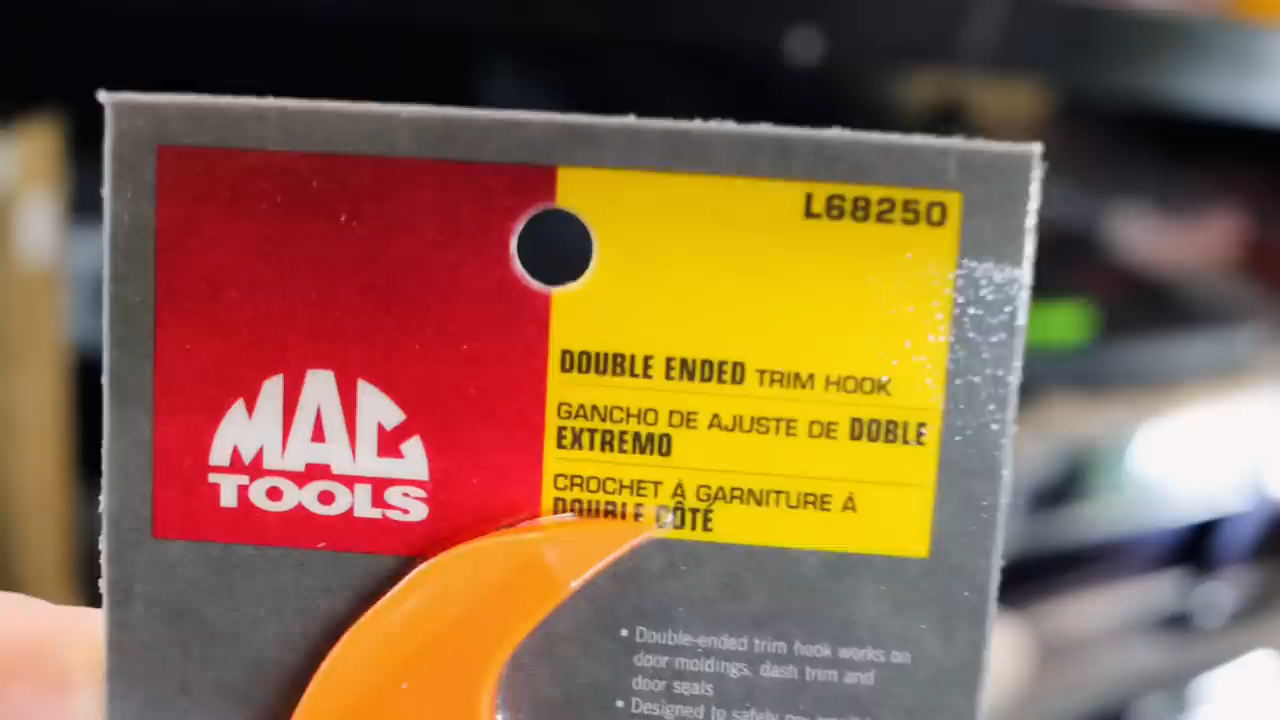 L68250
DOUBLE ENDED TRIM HOOK
GANCHO DE AJUSTE DE DOBLE
EXTREMO
CROCHET À GARNITURE À
DOUBLE CÔTÉ
MAC
TOOLS
• Double-ended trim hook works on
door moldings, dash trim and
door seals
• Designed to safely